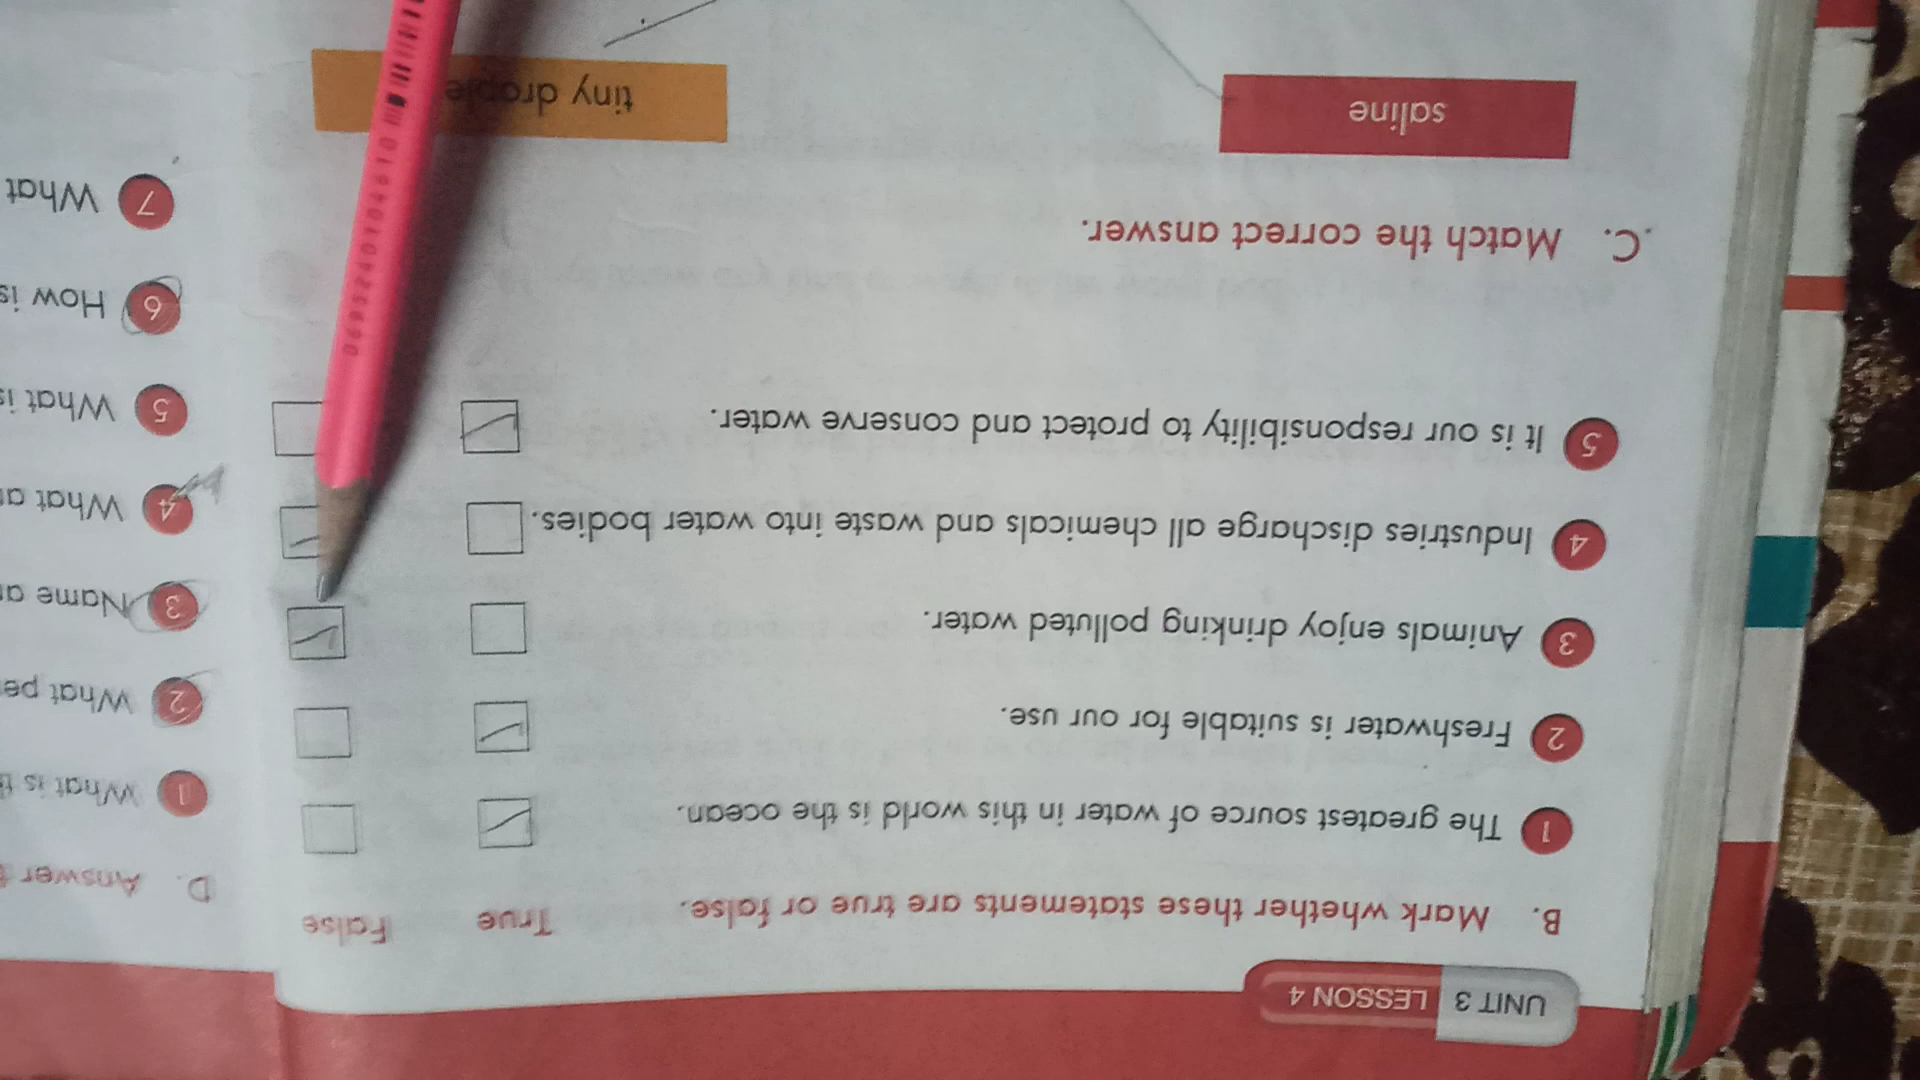 UNIT 3 LESSON 4
B. Mark whether these statements are true or false. True False
1 The greatest source of water in this world is the ocean.
2 Freshwater is suitable for our use.
3 Animals enjoy drinking polluted water.
4 Industries discharge all chemicals and waste into water bodies.
5 It is our responsibility to protect and conserve water.
C. Match the correct answer.
saline
tiny
D. Answer
1 What is
2 What
3 Name
4 What
5 What is
6 How is
7 What
0699240104610